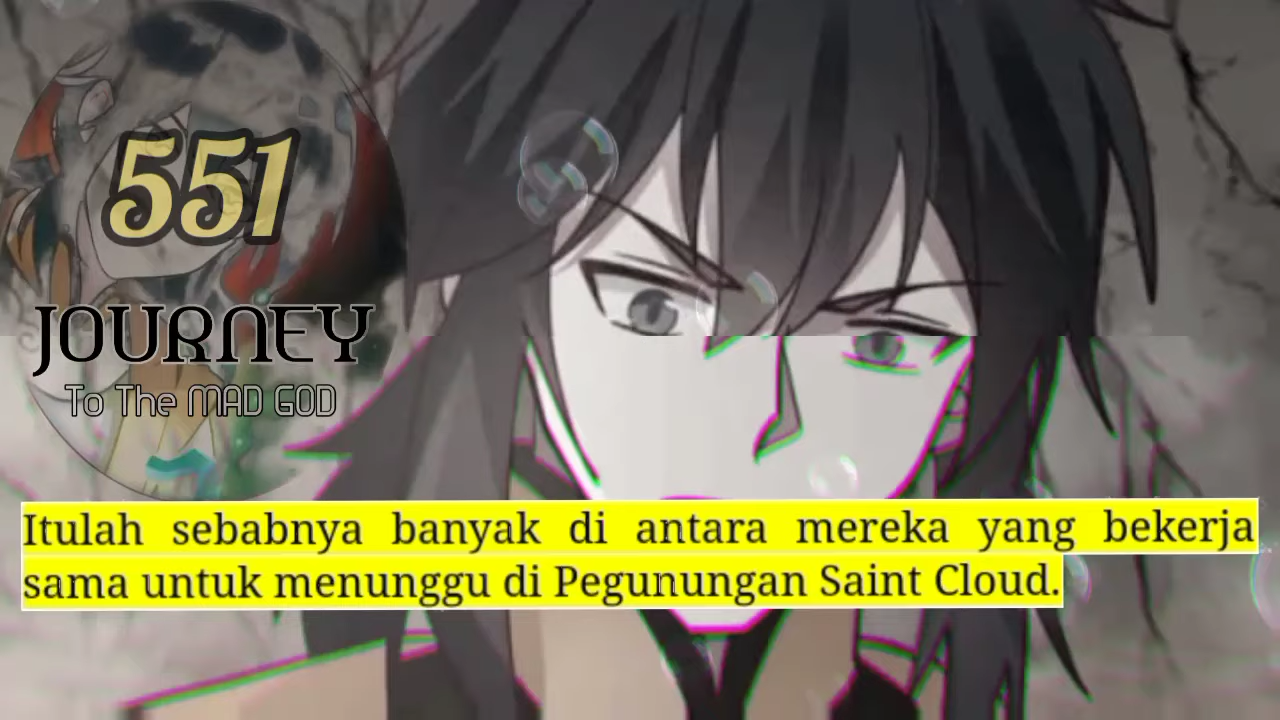 551
JOURNEY
To The MAD GOD
Itulah sebabnya banyak di antara mereka yang bekerja
sama untuk menunggu di Pegunungan Saint Cloud.